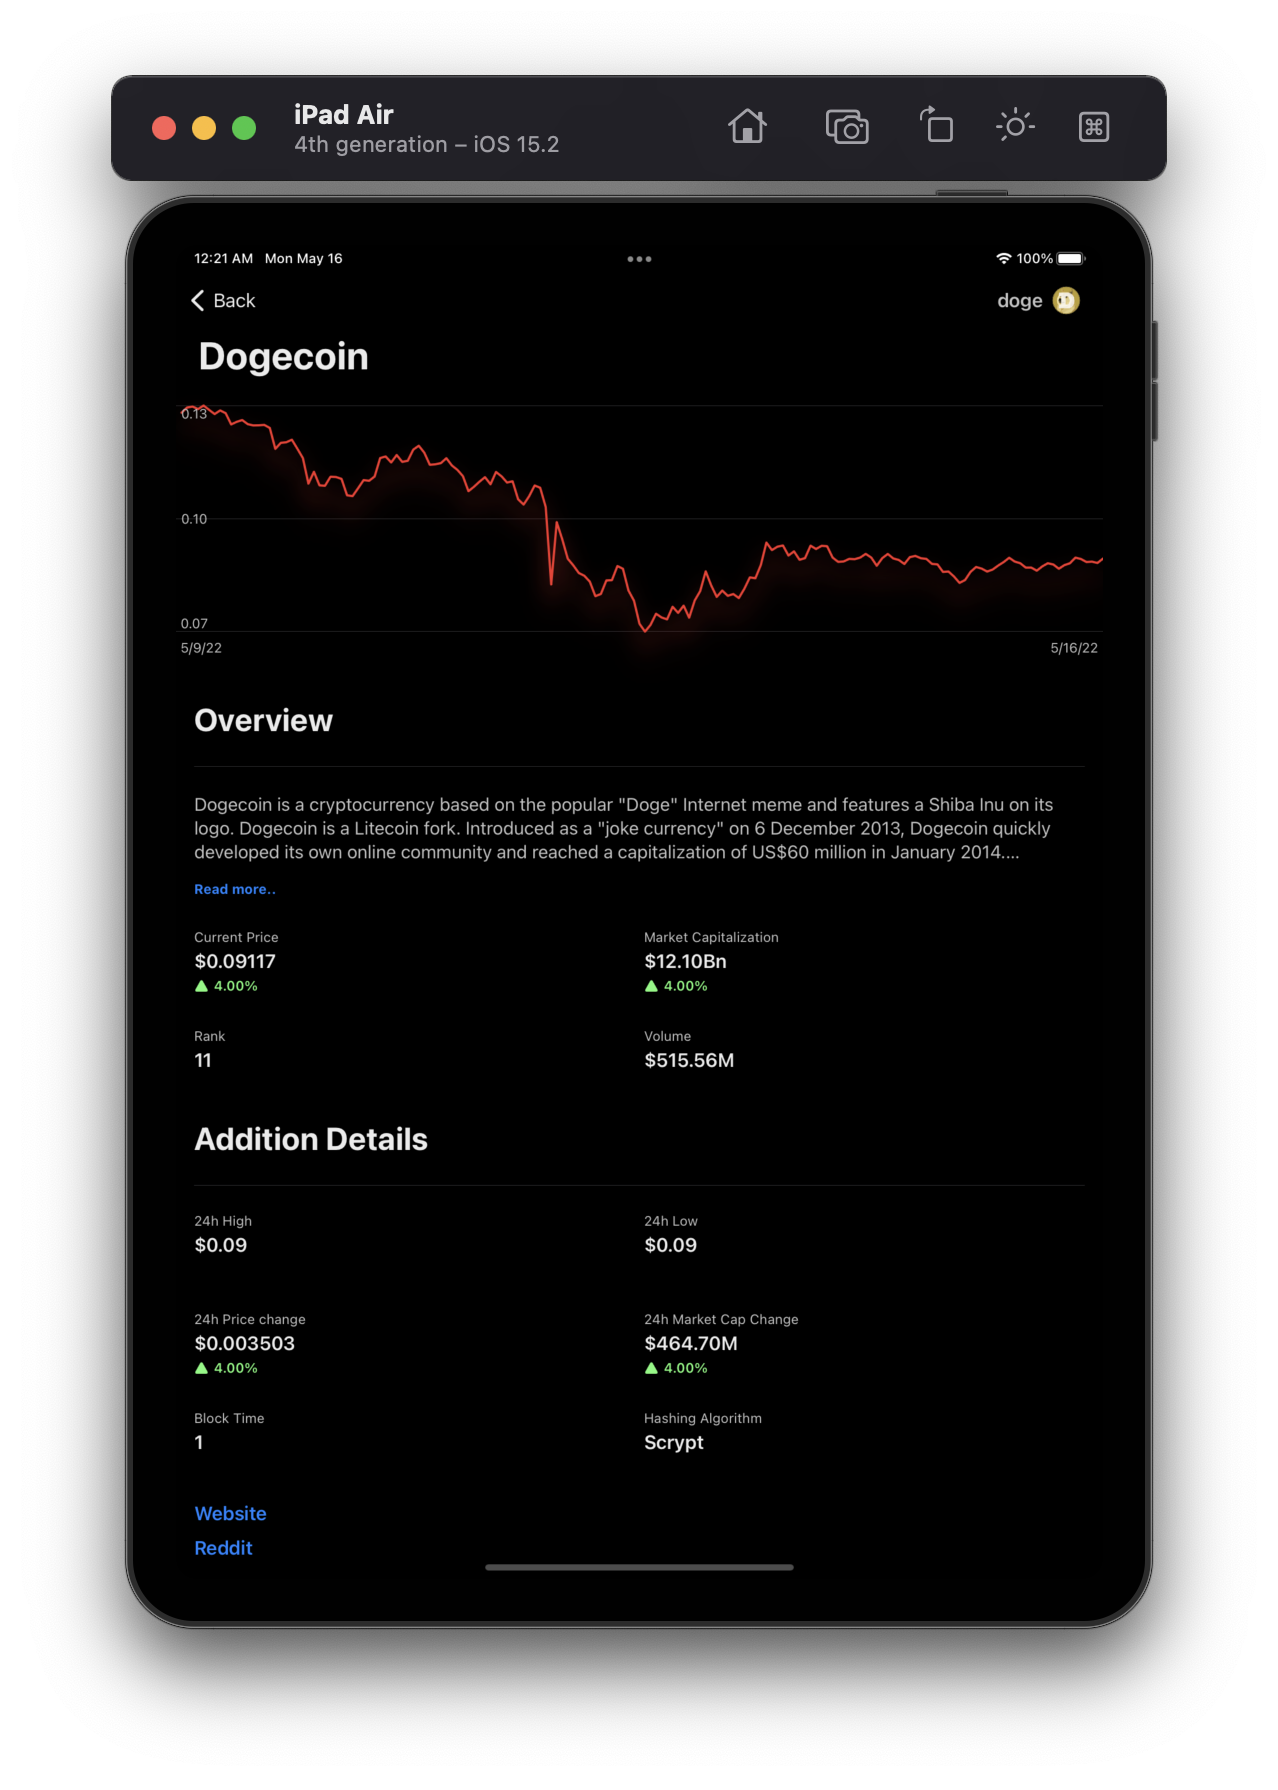 iPad Air
4th generation – iOS 15.2
12:21 AM Mon May 16
100%
Back
doge
Dogecoin
0.13
0.10
0.07
5/9/22
5/16/22
Overview
Dogecoin is a cryptocurrency based on the popular "Doge" Internet meme and features a Shiba Inu on its
logo. Dogecoin is a Litecoin fork. Introduced as a "joke currency" on 6 December 2013, Dogecoin quickly
developed its own online community and reached a capitalization of US$60 million in January 2014....
Read more..
Current Price
$0.09117
4.00%
Market Capitalization
$12.10Bn
4.00%
Rank
11
Volume
$515.56M
Addition Details
24h High
$0.09
24h Low
$0.09
24h Price change
$0.003503
4.00%
24h Market Cap Change
$464.70M
4.00%
Block Time
1
Hashing Algorithm
Scrypt
Website
Reddit